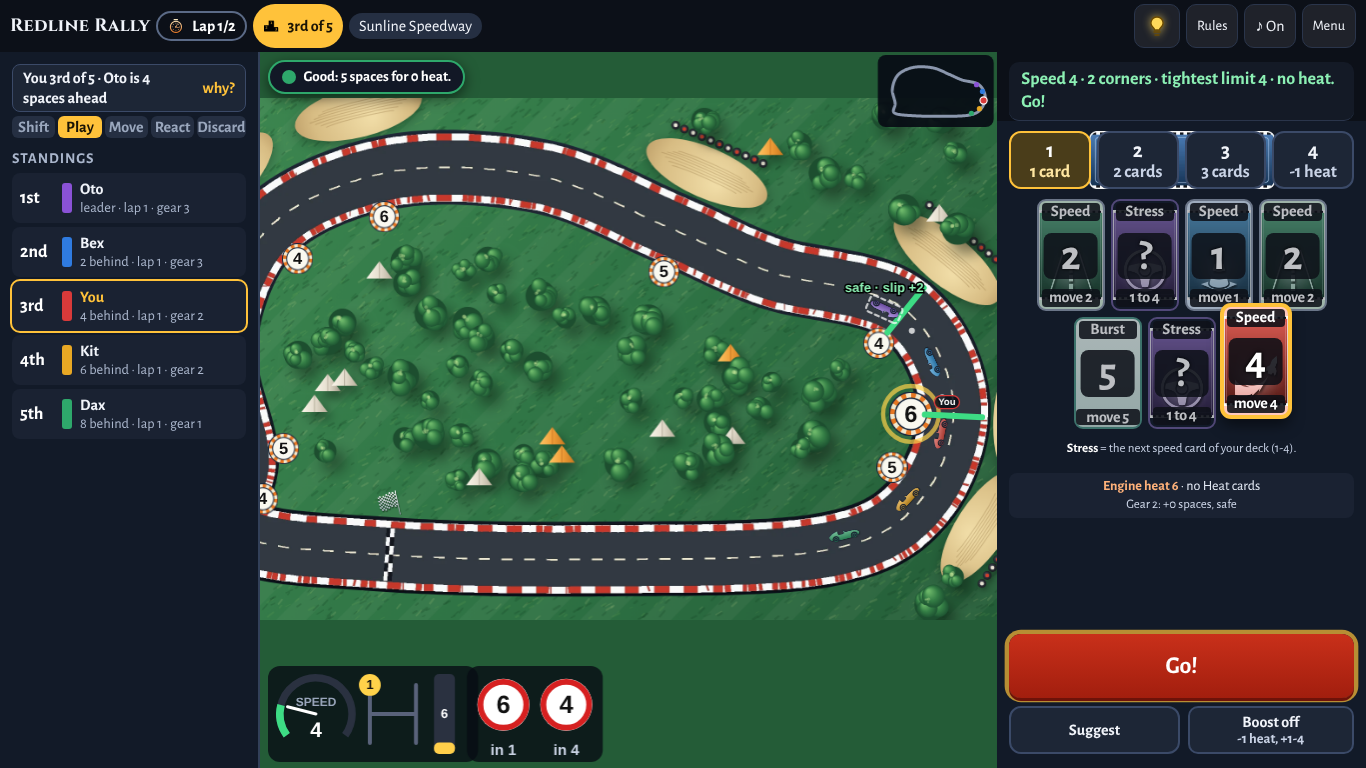 REDLINE RALLY
Lap 1/2
3rd of 5
Sunline Speedway
Rules
♪ On
Menu
You 3rd of 5 · Oto is 4
spaces ahead
why?
Shift
Play
Move
React
Discard
STANDINGS
1st
Oto
leader · lap 1 · gear 3
2nd
Bex
2 behind · lap 1 · gear 3
3rd
You
4 behind · lap 1 · gear 2
4th
Kit
6 behind · lap 1 · gear 2
5th
Dax
8 behind · lap 1 · gear 1
Good: 5 spaces for 0 heat.
6
4
5
safe · slip +2
4
6
You
5
5
4
SPEED
4
1
6
6
in 1
4
in 4
Speed 4 · 2 corners · tightest limit 4 · no heat.
Go!
1
1 card
2
2 cards
3
3 cards
4
-1 heat
Speed
2
move 2
Stress
?
1 to 4
Speed
1
move 1
Speed
2
move 2
Burst
5
move 5
Stress
?
1 to 4
Speed
4
move 4
Stress = the next speed card of your deck (1-4).
Engine heat 6 · no Heat cards
Gear 2: +0 spaces, safe
Go!
Suggest
Boost off
-1 heat, +1-4